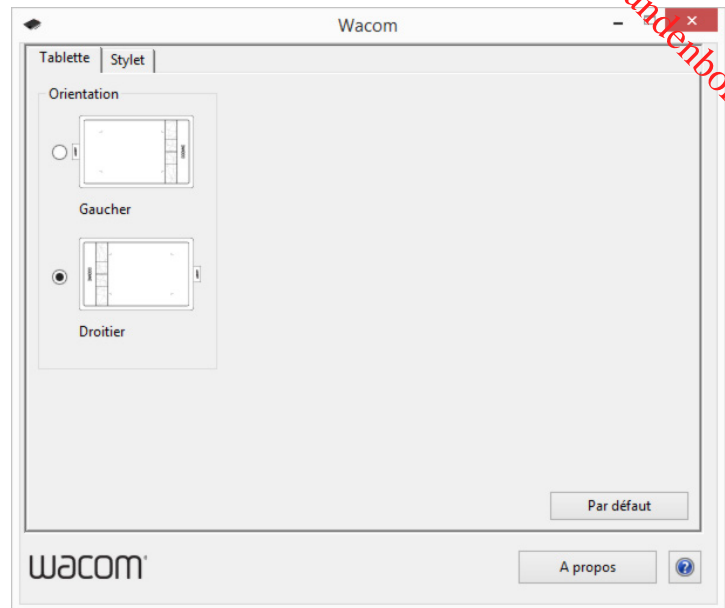 Wacom
Tablette
Stylet
Orientation
Gaucher
Droitier
Par défaut
wacom
A propos